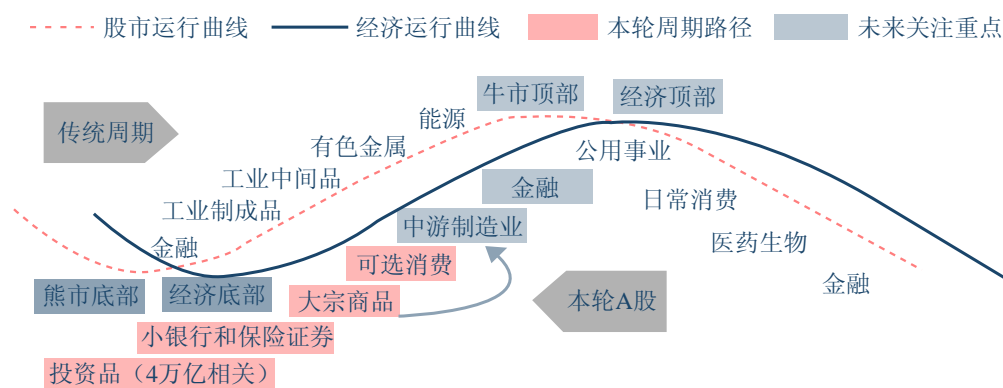 股市运行曲线 经济运行曲线 本轮周期路径 未来关注重点
牛市顶部 经济顶部
能源
传统周期
有色金属
公用事业
工业中间品
金融
日常消费
工业制成品
中游制造业
金融
医药生物
可选消费
金融
熊市底部 经济底部
大宗商品
本轮A股
小银行和保险证券
投资品（4万亿相关）